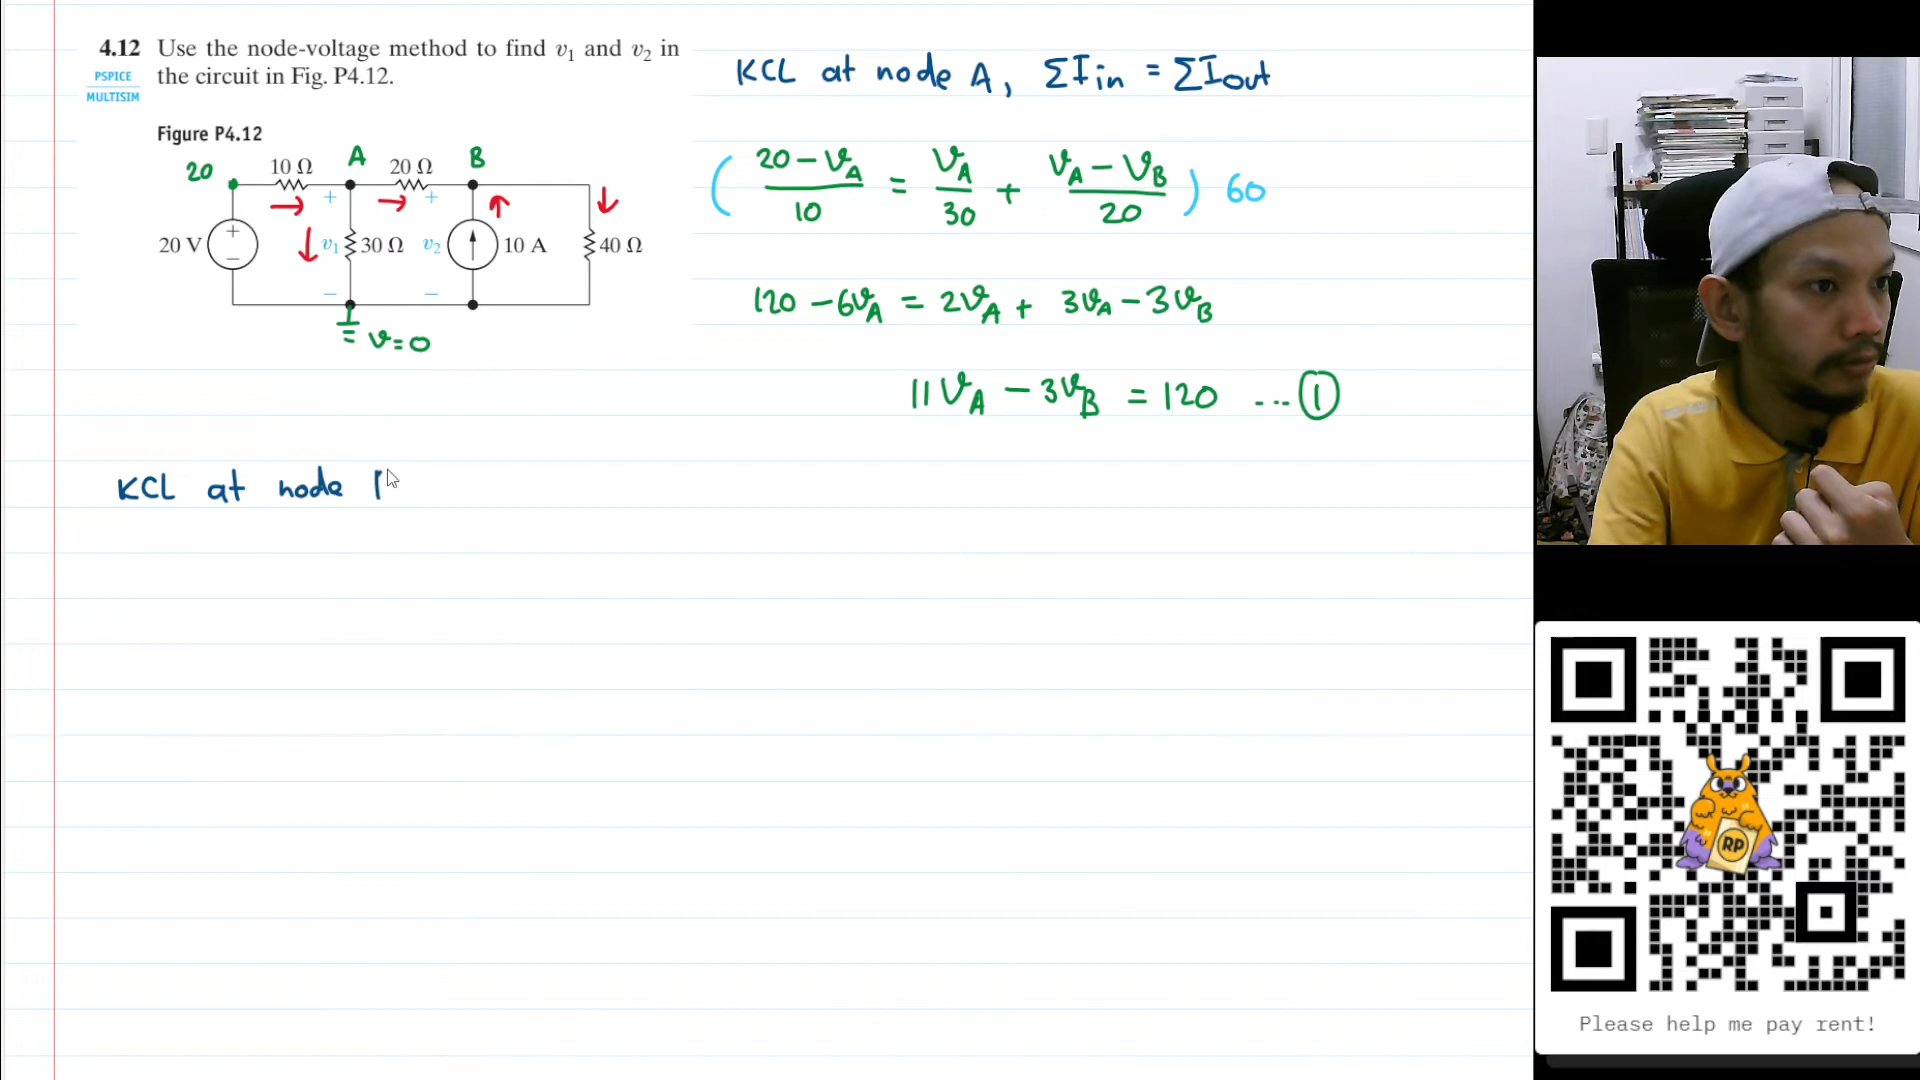 4.12 Use the node-voltage method to find v₁ and v₂ in
PSPICE
MULTISIM
the circuit in Fig. P4.12.
Figure P4.12
20
10 Ω
A
20 Ω
B
+
+
20 V
+
−
v₁
30 Ω
v₂
10 A
40 Ω
−
−
v=0
KCL at node A, ΣIin = ΣIout
( (20 − vA)/10 = vA/30 + (vA − vB)/20 ) 60
120 − 6vA = 2vA + 3vA − 3vB
11vA − 3vB = 120 ... ①
KCL at node
RP
Please help me pay rent!